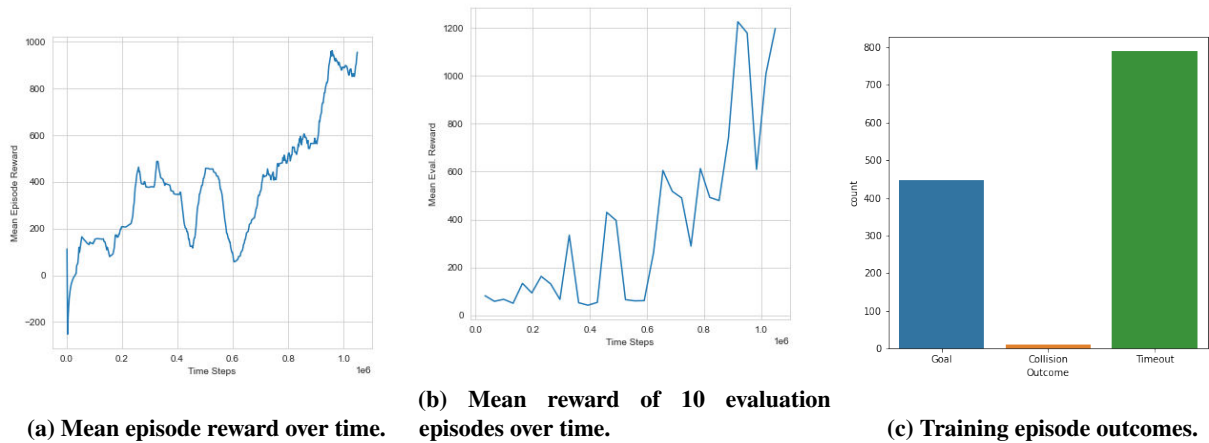 1000
800
600
400
200
0
−200
Mean Episode Reward
0.0 0.2 0.4 0.6 0.8 1.0
Time Steps
1e6
(a) Mean episode reward over time.
1200
1000
800
600
400
200
0
Mean Eval. Reward
0.0 0.2 0.4 0.6 0.8 1.0
Time Steps
1e6
(b) Mean reward of 10 evaluation
episodes over time.
800
700
600
500
400
300
200
100
0
count
Goal Collision Timeout
Outcome
(c) Training episode outcomes.